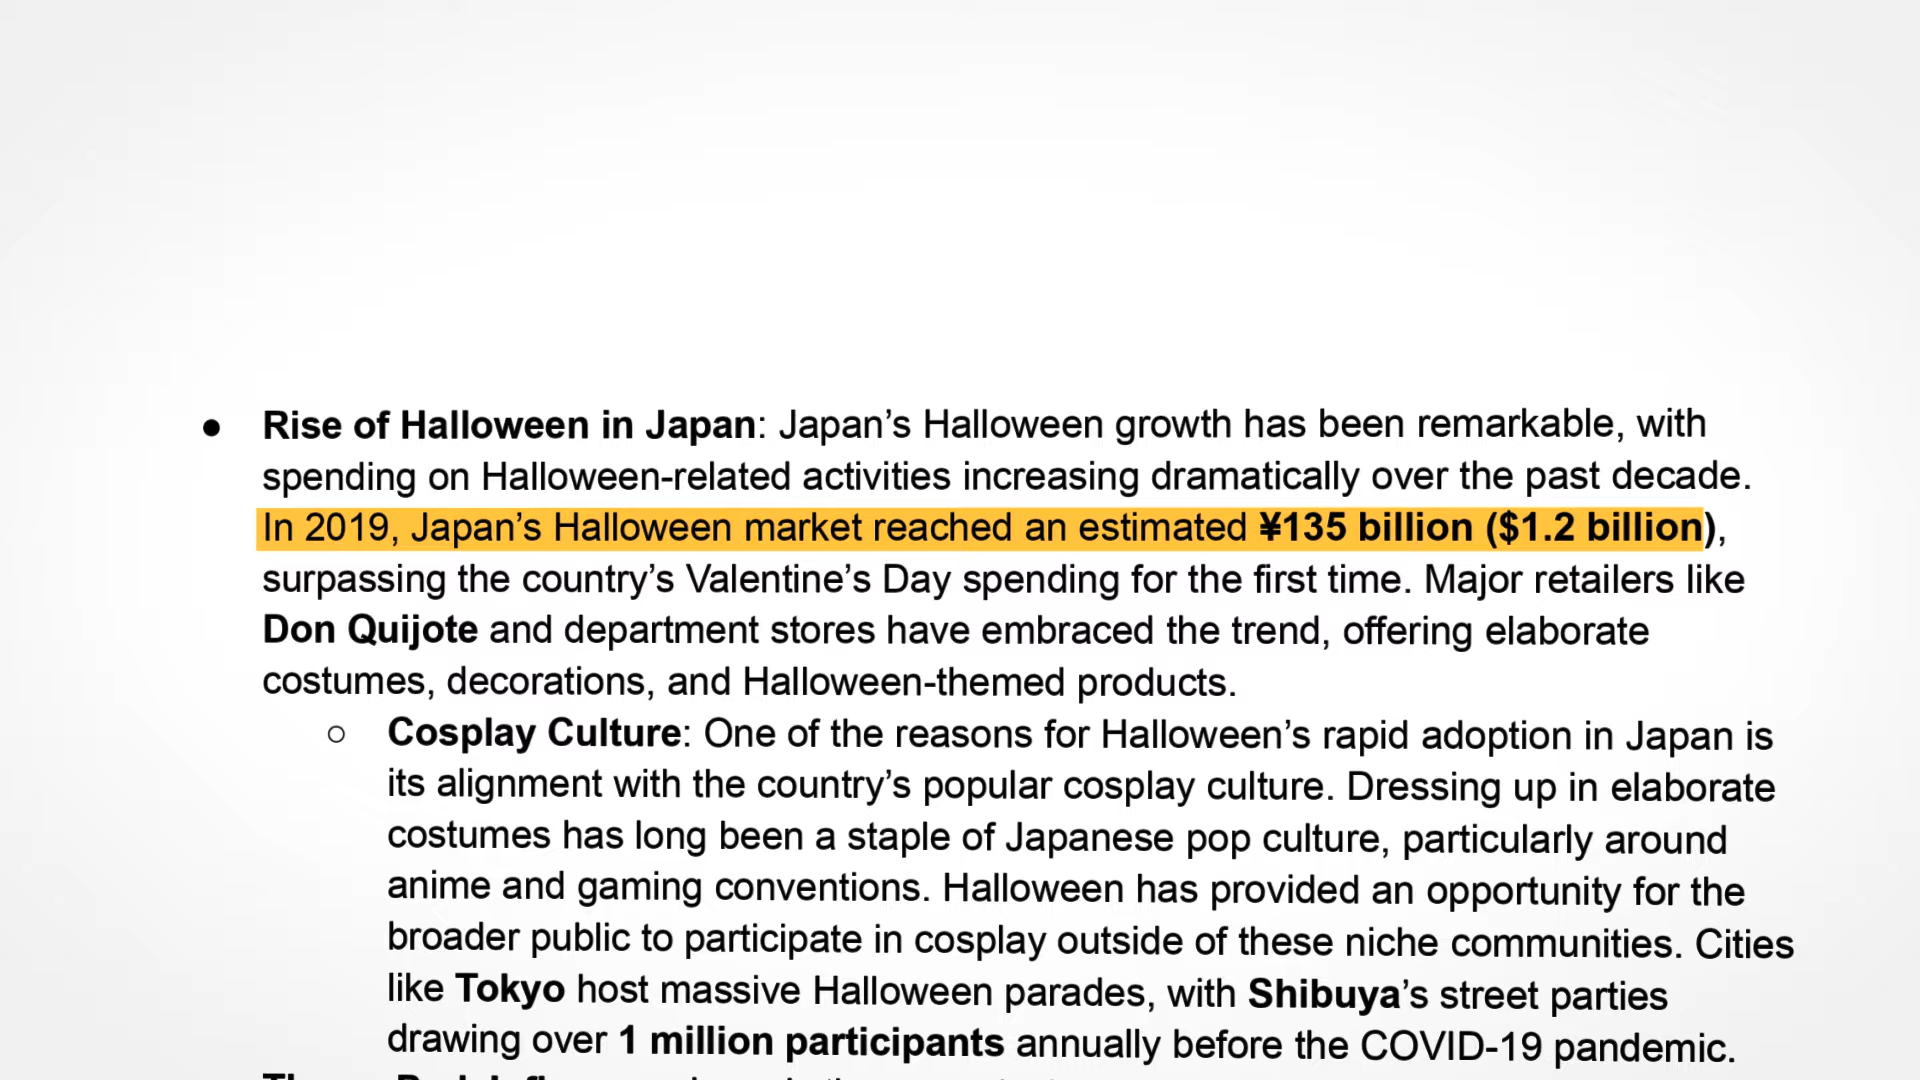 ● Rise of Halloween in Japan: Japan’s Halloween growth has been remarkable, with
spending on Halloween-related activities increasing dramatically over the past decade.
In 2019, Japan’s Halloween market reached an estimated ¥135 billion ($1.2 billion),
surpassing the country’s Valentine’s Day spending for the first time. Major retailers like
Don Quijote and department stores have embraced the trend, offering elaborate
costumes, decorations, and Halloween-themed products.
○ Cosplay Culture: One of the reasons for Halloween’s rapid adoption in Japan is
its alignment with the country’s popular cosplay culture. Dressing up in elaborate
costumes has long been a staple of Japanese pop culture, particularly around
anime and gaming conventions. Halloween has provided an opportunity for the
broader public to participate in cosplay outside of these niche communities. Cities
like Tokyo host massive Halloween parades, with Shibuya’s street parties
drawing over 1 million participants annually before the COVID-19 pandemic.